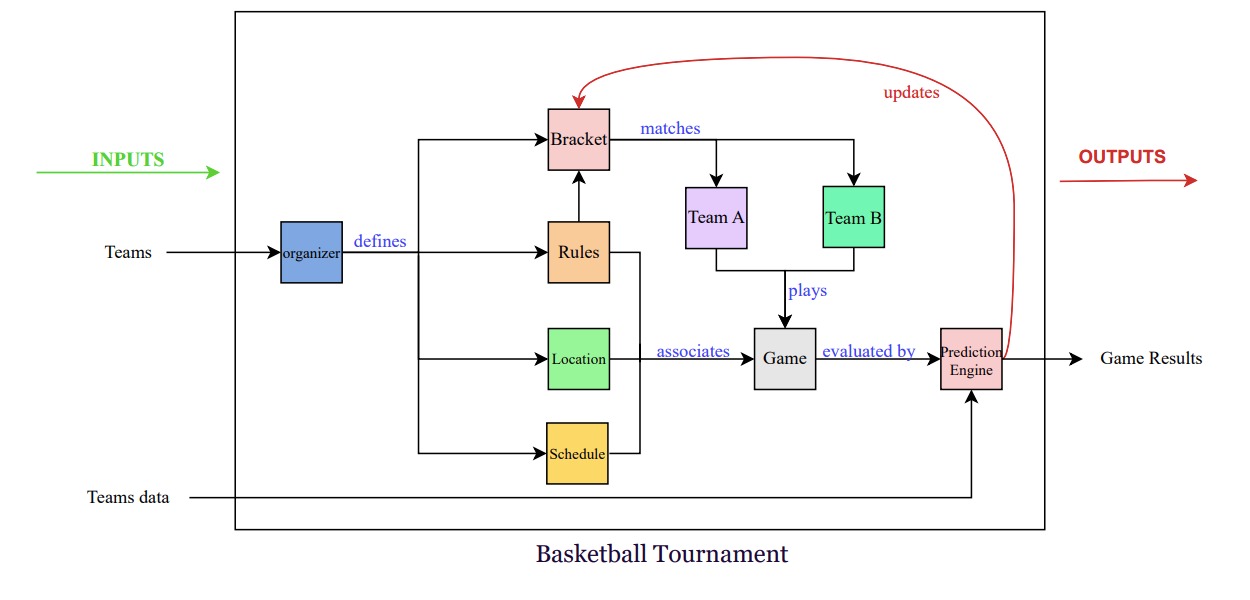 updates
Bracket
matches
INPUTS
OUTPUTS
Team A
Team B
Teams
organizer
defines
Rules
plays
Location
associates
Game
evaluated by
Prediction
Engine
Game Results
Schedule
Teams data
Basketball Tournament